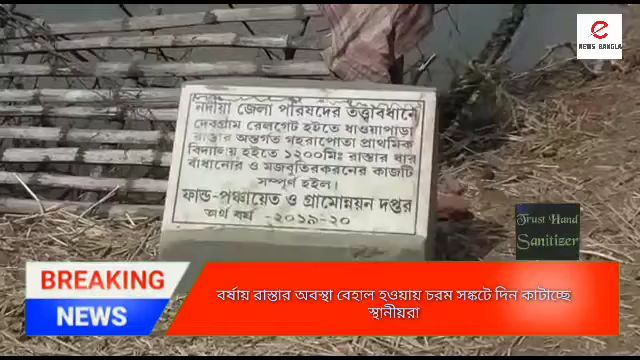 e
NEWS BANGLA
নদীয়া জেলা পরিষদের তত্ত্বাবধানে
দেবগ্রাম রেলগেট হইতে ধাওয়াপাড়া
রাস্তার অন্তর্গত গহরাপোতা প্রাথমিক
বিদ্যালয় হইতে ১২০০মিঃ রাস্তার ধার
বাঁধানোর ও মজবুতিকরনের কাজটি
সম্পূর্ণ হইল।
ফান্ড-পঞ্চায়েত ও গ্রামোন্নয়ন দপ্তর
অর্থ বর্ষ -২০১৯-২০
Trust Hand
Sanitizer
BREAKING
NEWS
বর্ষায় রাস্তার অবস্থা বেহাল হওয়ায় চরম সঙ্কটে দিন কাটাচ্ছে
স্থানীয়রা